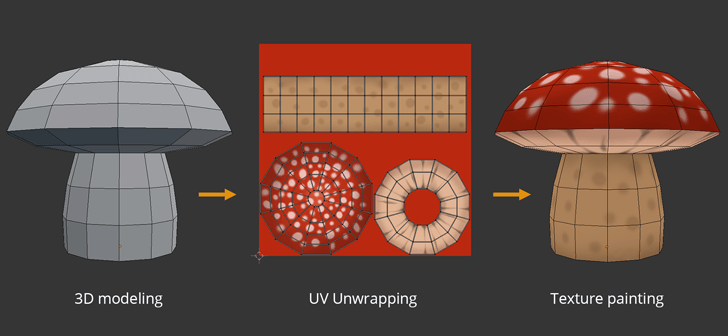 3D modeling
UV Unwrapping
Texture painting